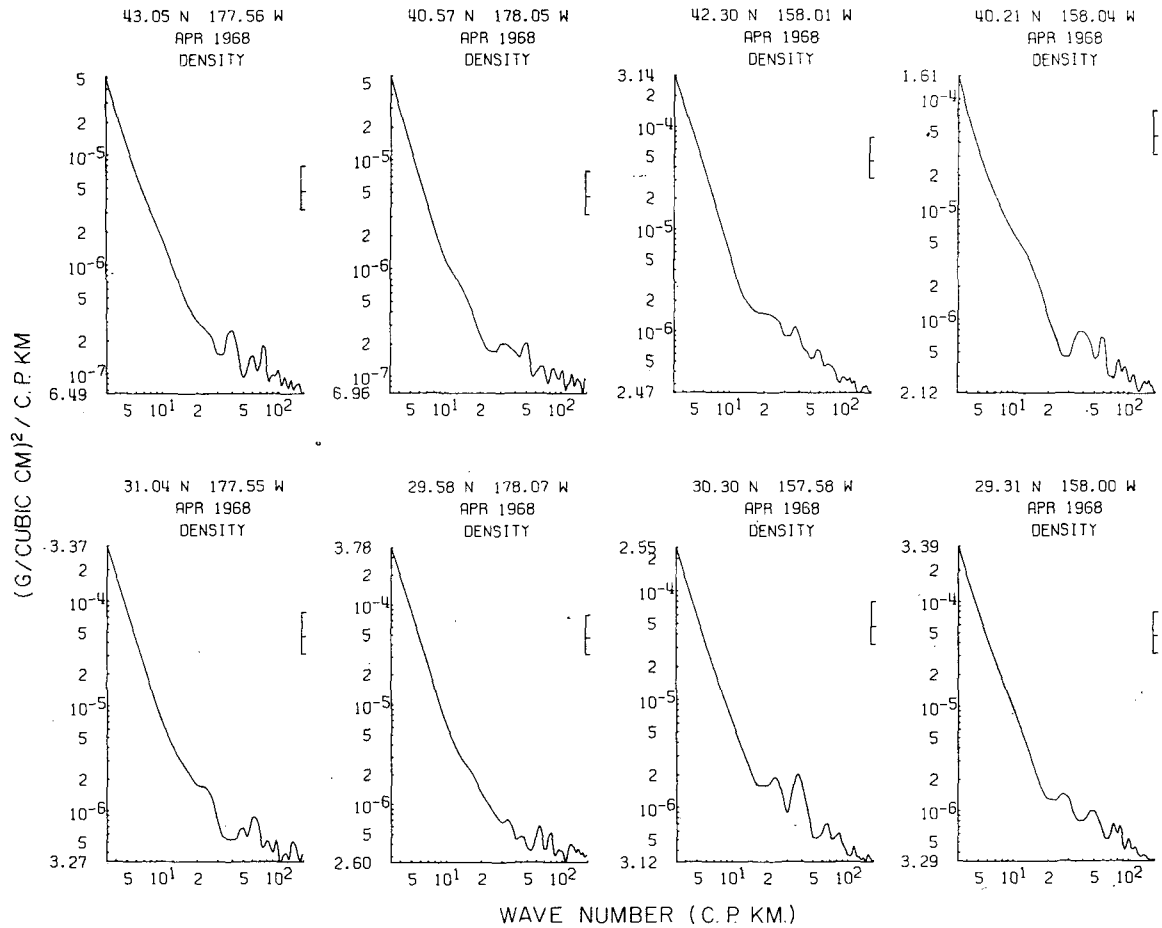 43.05 N 177.56 W
APR 1968
DENSITY
5
2
10⁻⁵
5
2
10⁻⁶
5
2
10⁻⁷
6.49
5 10¹ 2 5 10²
40.57 N 178.05 W
APR 1968
DENSITY
5
2
10⁻⁵
5
2
10⁻⁶
5
2
10⁻⁷
6.96
5 10¹ 2 5 10²
42.30 N 158.01 W
APR 1968
DENSITY
3.14
2
10⁻⁴
5
2
10⁻⁵
5
2
10⁻⁶
5
2.47
5 10¹ 2 5 10²
40.21 N 158.04 W
APR 1968
DENSITY
1.61
10⁻⁴
5
2
10⁻⁵
5
2
10⁻⁶
5
2.12
5 10¹ 2 5 10²
(G/CUBIC CM)² / C.P.KM
31.04 N 177.55 W
APR 1968
DENSITY
3.37
2
10⁻⁴
5
2
10⁻⁵
5
2
10⁻⁶
5
3.27
5 10¹ 2 5 10²
29.58 N 178.07 W
APR 1968
DENSITY
3.78
2
10⁻⁴
5
2
10⁻⁵
5
2
10⁻⁶
5
2.60
5 10¹ 2 5 10²
30.30 N 157.58 W
APR 1968
DENSITY
2.55
2
10⁻⁴
5
2
10⁻⁵
5
2
10⁻⁶
5
3.12
5 10¹ 2 5 10²
29.31 N 158.00 W
APR 1968
DENSITY
3.39
2
10⁻⁴
5
2
10⁻⁵
5
2
10⁻⁶
5
3.29
5 10¹ 2 5 10²
WAVE NUMBER (C.P.KM.)